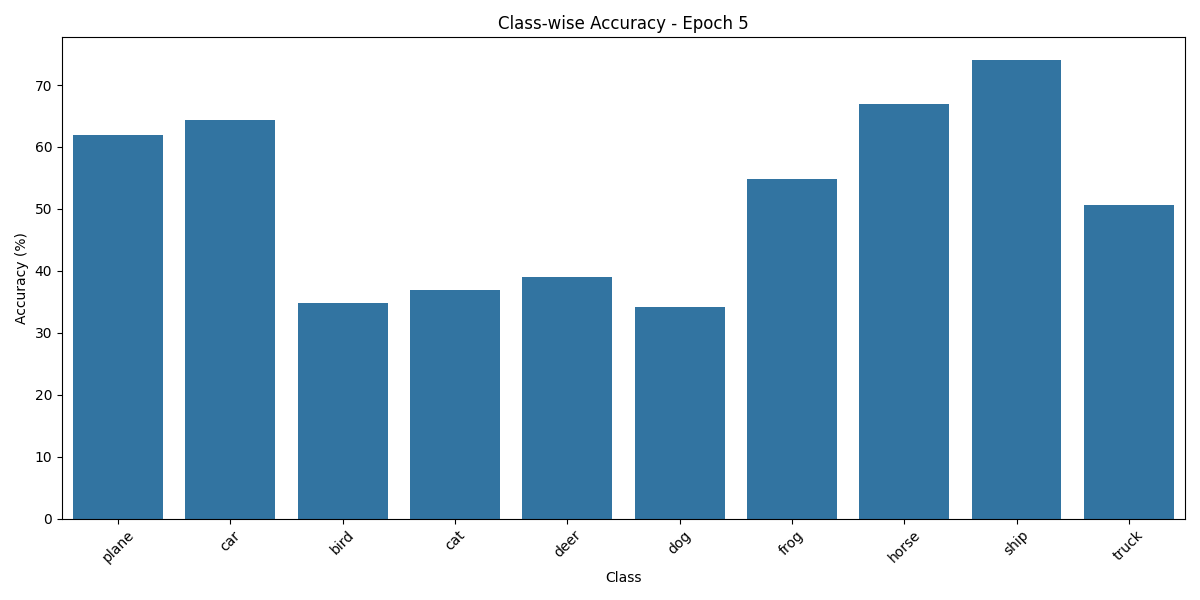 Class-wise Accuracy - Epoch 5
Accuracy (%)
70
60
50
40
30
20
10
0
plane
car
bird
cat
deer
dog
frog
horse
ship
truck
Class